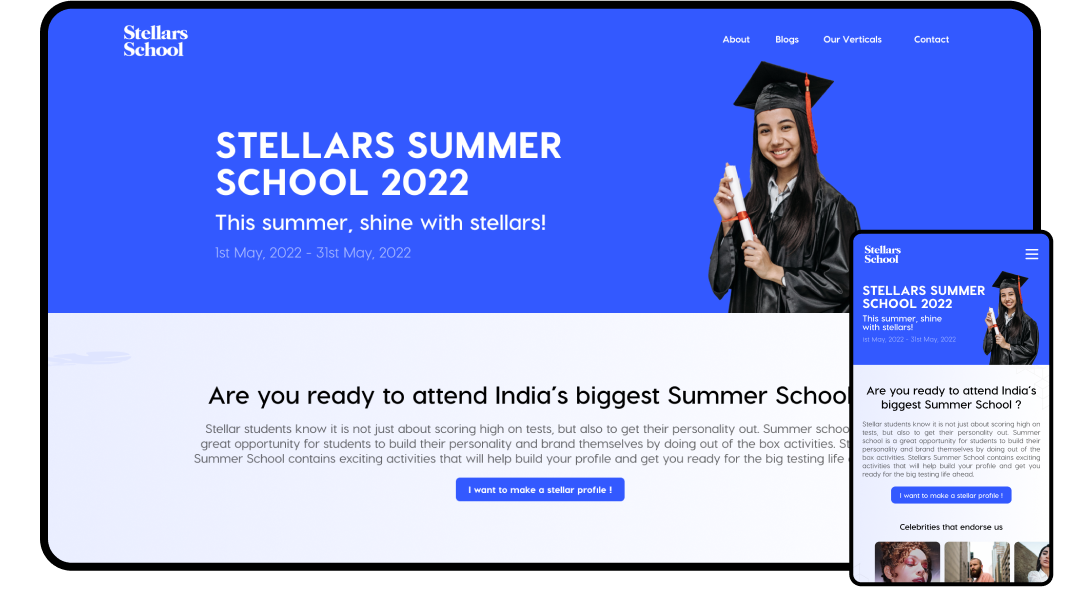 Stellars
School
About Blogs Our Verticals Contact
STELLARS SUMMER
SCHOOL 2022
This summer, shine with stellars!
1st May, 2022 - 31st May, 2022
Are you ready to attend India's biggest Summer School
Stellar students know it is not just about scoring high on tests, but also to get their personality out. Summer schoo
great opportunity for students to build their personality and brand themselves by doing out of the box activities. St
Summer School contains exciting activities that will help build your profile and get you ready for the big testing life
I want to make a stellar profile !
Stellars
School
STELLARS SUMMER
SCHOOL 2022
This summer, shine
with stellars!
1st May, 2022 - 31st May, 2022
Are you ready to attend India's
biggest Summer School ?
Stellar students know it is not just about scoring high on
tests, but also to get their personality out. Summer
school is a great opportunity for students to build their
personality and brand themselves by doing out of the
box activities. Stellars Summer School contains exciting
activities that will help build your profile and get you
ready for the big testing life ahead.
I want to make a stellar profile !
Celebrities that endorse us